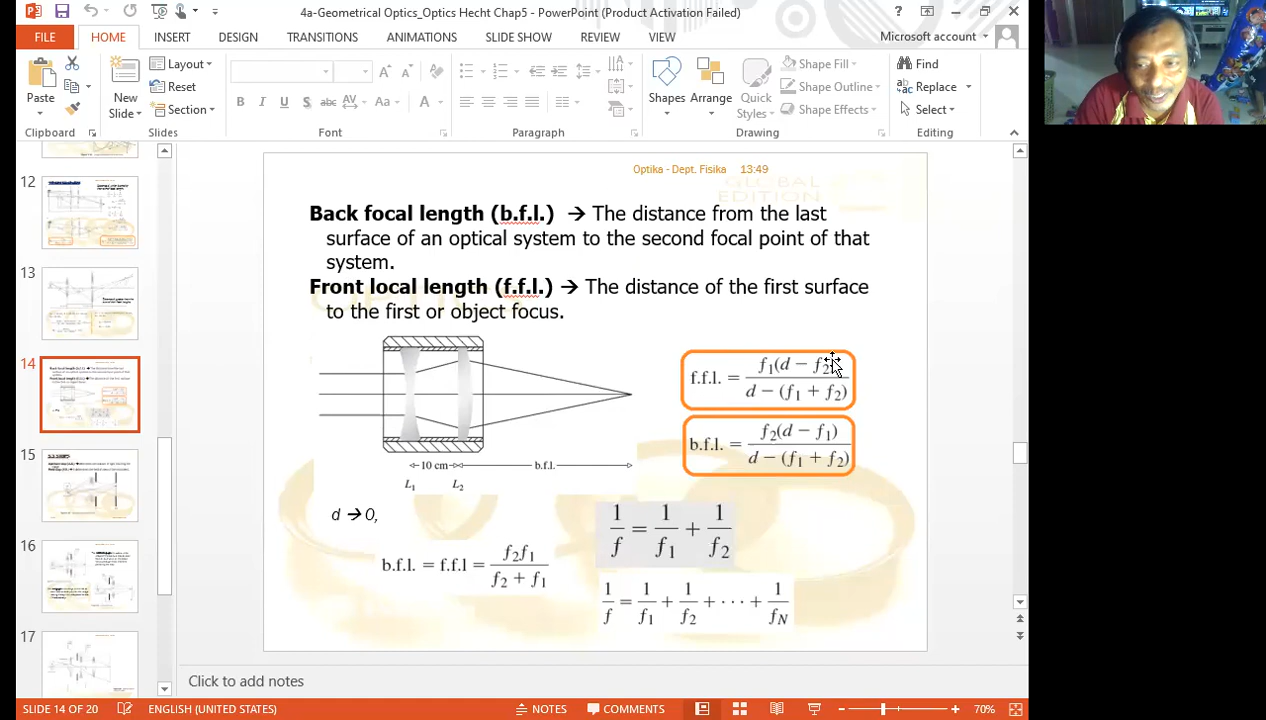 4a-Geometrical Optics_Optics Hecht Chap5 - PowerPoint (Product Activation Failed)
FILE HOME INSERT DESIGN TRANSITIONS ANIMATIONS SLIDE SHOW REVIEW VIEW Microsoft account
Paste
New
Slide
Layout
Reset
Section
B I U S abc AV Aa A
Shapes
Arrange
Quick
Styles
Shape Fill
Shape Outline
Shape Effects
Find
Replace
Select
Clipboard Slides Font Paragraph Drawing Editing
12
13
14
15
16
17
Optika - Dept. Fisika 13:49
GLOBAL
EDITION
Back focal length (b.f.l.) → The distance from the last
surface of an optical system to the second focal point of that
system.
Front local length (f.f.l.) → The distance of the first surface
to the first or object focus.
f.f.l. = f₁(d − f₂) / d − (f₁ + f₂)
b.f.l. = f₂(d − f₁) / d − (f₁ + f₂)
10 cm b.f.l.
L₁ L₂
d → 0,
1/f = 1/f₁ + 1/f₂
b.f.l. = f.f.l = f₂f₁ / f₂ + f₁
1/f = 1/f₁ + 1/f₂ + · · · + 1/f_N
Click to add notes
SLIDE 14 OF 20 ENGLISH (UNITED STATES) NOTES COMMENTS 70%